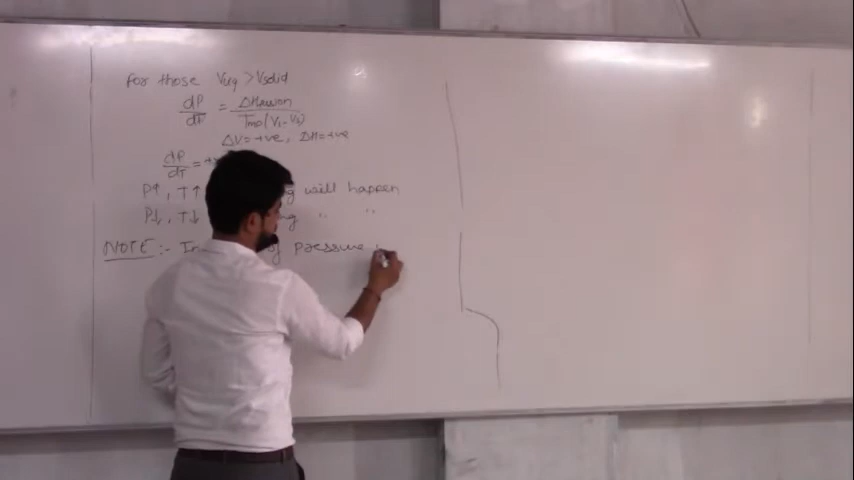 for those Vliq > Vsolid
dP/dT = ΔHfusion / Tmp(VL-VS)
ΔV=+ve, ΔH=+ve
dP/dT = +
P↑, T↑ will happen
P↓, T↓ " "
NOTE:- In of pressure